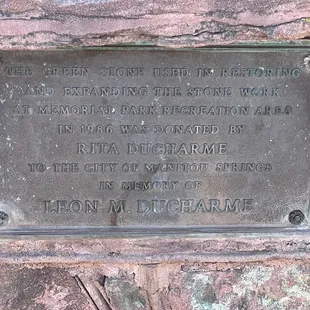 THE GREEN STONE USED IN RESTORING
AND EXPANDING THE STONE WORK
AT MEMORIAL PARK RECREATION AREA
IN 1986 WAS DONATED BY
RITA DUCHARME
TO THE CITY OF MANITOU SPRINGS
IN MEMORY OF
LEON M. DUCHARME